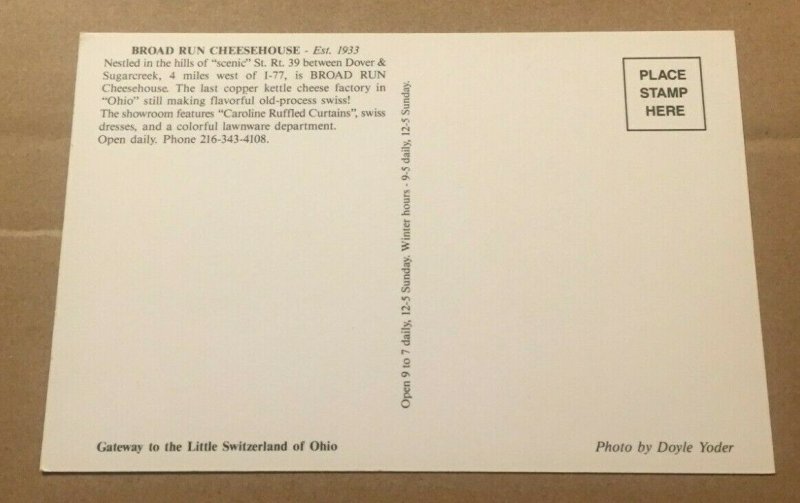 BROAD RUN CHEESEHOUSE - Est. 1933
Nestled in the hills of "scenic" St. Rt. 39 between Dover &
Sugarcreek, 4 miles west of I-77, is BROAD RUN
Cheesehouse. The last copper kettle cheese factory in
"Ohio" still making flavorful old-process swiss!
The showroom features "Caroline Ruffled Curtains", swiss
dresses, and a colorful lawnware department.
Open daily. Phone 216-343-4108.
Open 9 to 7 daily, 12-5 Sunday. Winter hours - 9-5 daily, 12-5 Sunday.
PLACE
STAMP
HERE
Gateway to the Little Switzerland of Ohio
Photo by Doyle Yoder